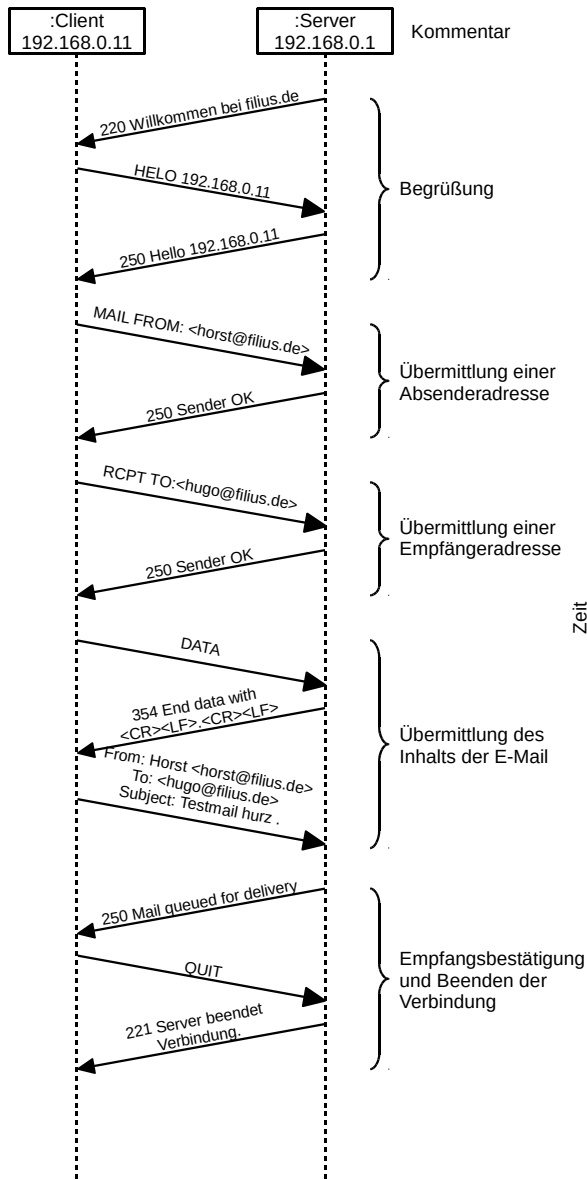 :Client
192.168.0.11
:Server
192.168.0.1
Kommentar
220 Willkommen bei filius.de
HELO 192.168.0.11
250 Hello 192.168.0.11
Begrüßung
MAIL FROM: <horst@filius.de>
250 Sender OK
Übermittlung einer
Absenderadresse
RCPT TO:<hugo@filius.de>
250 Sender OK
Übermittlung einer
Empfängeradresse
Zeit
DATA
354 End data with
<CR><LF>.<CR><LF>
From: Horst <horst@filius.de>
To: <hugo@filius.de>
Subject: Testmail hurz .
Übermittlung des
Inhalts der E-Mail
250 Mail queued for delivery
QUIT
221 Server beendet
Verbindung.
Empfangsbestätigung
und Beenden der
Verbindung